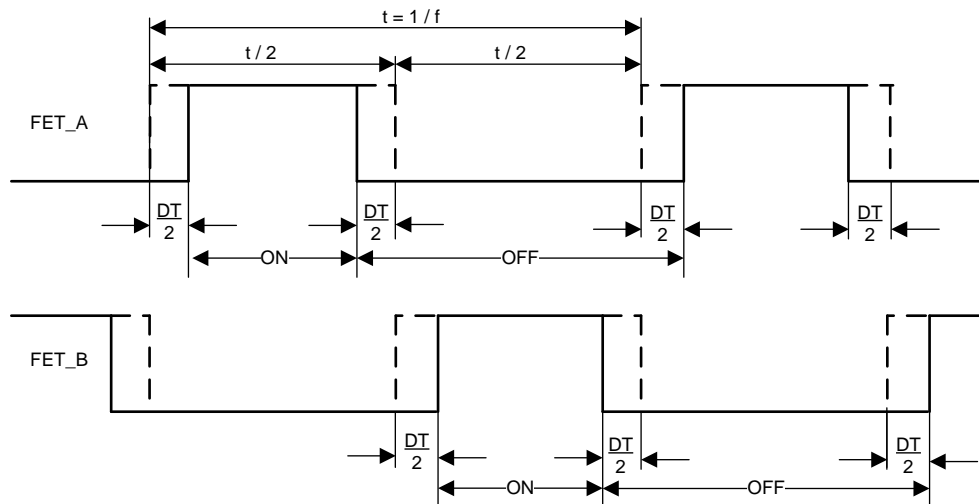 t = 1 / f
t / 2 t / 2
FET_A
DT DT DT DT
2 2 2 2
ON OFF
FET_B
DT DT DT
2 2 2
ON OFF